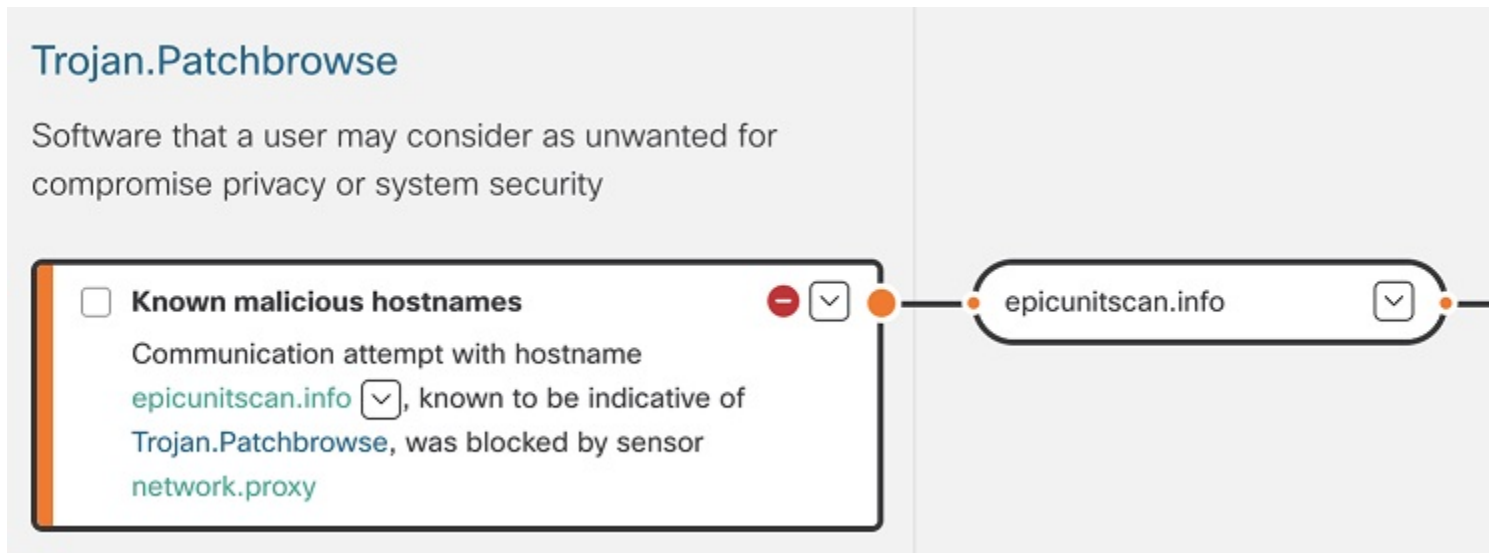 Trojan.Patchbrowse
Software that a user may consider as unwanted for
compromise privacy or system security
Known malicious hostnames
Communication attempt with hostname
epicunitscan.info , known to be indicative of
Trojan.Patchbrowse, was blocked by sensor
network.proxy
epicunitscan.info